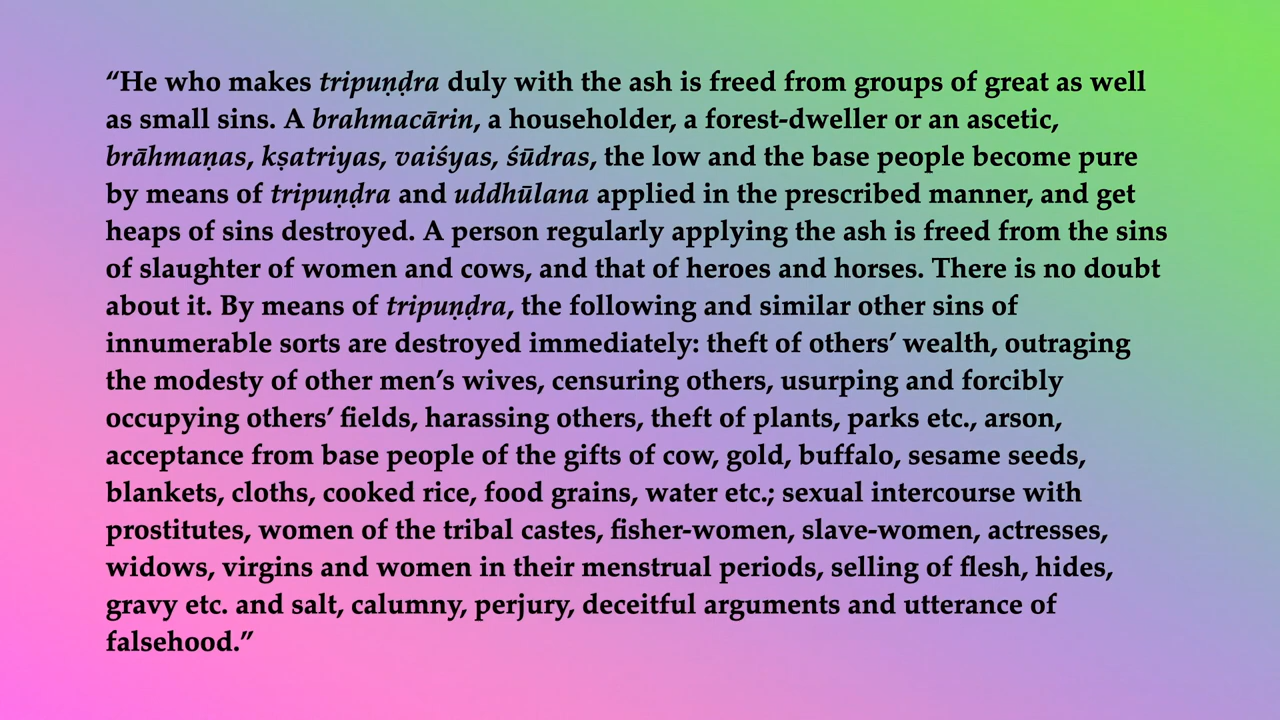 “He who makes tripuṇḍra duly with the ash is freed from groups of great as well
as small sins. A brahmacārin, a householder, a forest-dweller or an ascetic,
brāhmaṇas, kṣatriyas, vaiśyas, śūdras, the low and the base people become pure
by means of tripuṇḍra and uddhūlana applied in the prescribed manner, and get
heaps of sins destroyed. A person regularly applying the ash is freed from the sins
of slaughter of women and cows, and that of heroes and horses. There is no doubt
about it. By means of tripuṇḍra, the following and similar other sins of
innumerable sorts are destroyed immediately: theft of others’ wealth, outraging
the modesty of other men’s wives, censuring others, usurping and forcibly
occupying others’ fields, harassing others, theft of plants, parks etc., arson,
acceptance from base people of the gifts of cow, gold, buffalo, sesame seeds,
blankets, cloths, cooked rice, food grains, water etc.; sexual intercourse with
prostitutes, women of the tribal castes, fisher-women, slave-women, actresses,
widows, virgins and women in their menstrual periods, selling of flesh, hides,
gravy etc. and salt, calumny, perjury, deceitful arguments and utterance of
falsehood.”